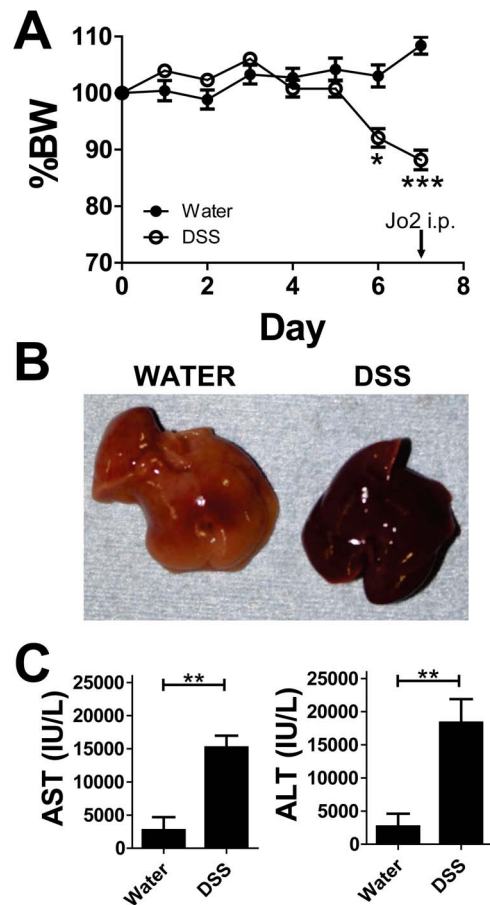 A
%BW
110
100
90
80
70
*
***
Water
DSS
Jo2 i.p.
0 2 4 6 8
Day
B
WATER DSS
C
AST (IU/L)
25000
20000
15000
10000
5000
0
**
Water DSS
ALT (IU/L)
25000
20000
15000
10000
5000
0
**
Water DSS